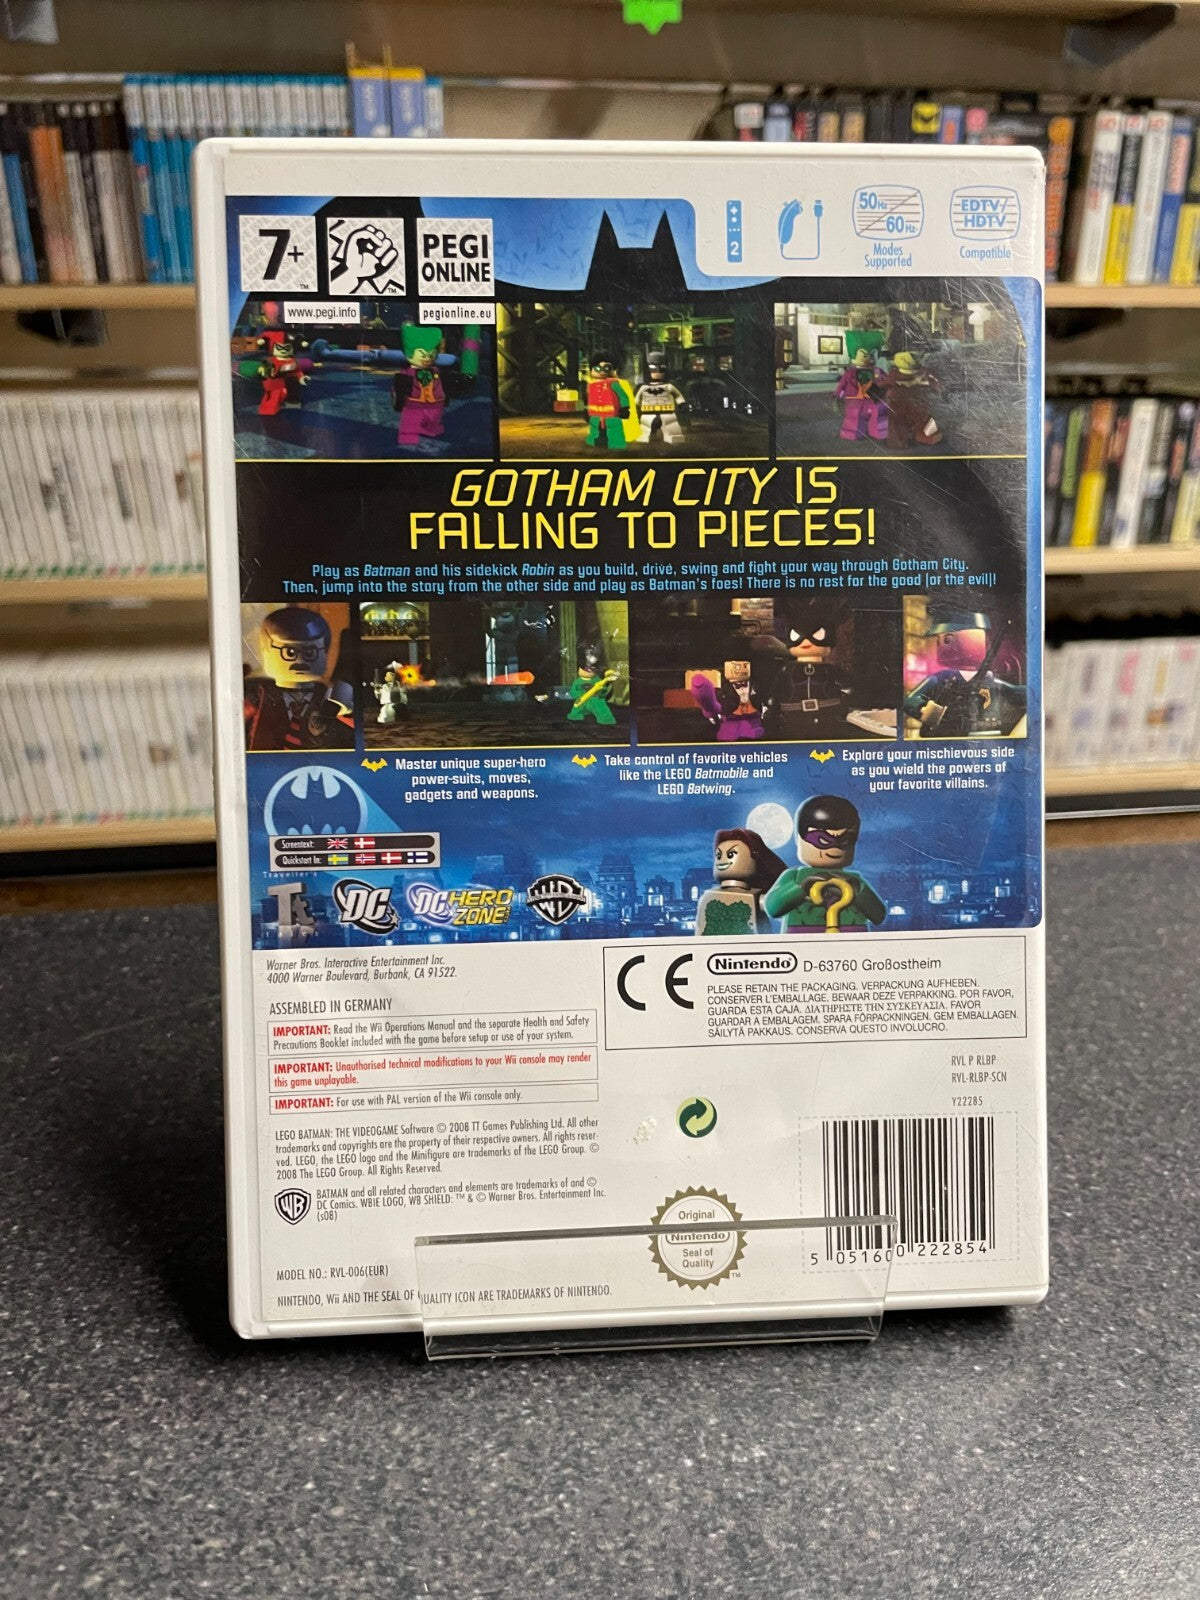 7+
PEGI
ONLINE
www.pegi.info
pegionline.eu
2
50Hz
60Hz
Modes
Supported
EDTV/
HDTV
Compatible
GOTHAM CITY IS
FALLING TO PIECES!
Play as Batman and his sidekick Robin as you build, drive, swing and fight your way through Gotham City.
Then, jump into the story from the other side and play as Batman's foes! There is no rest for the good (or the evil)!
Master unique super-hero
power-suits, moves,
gadgets and weapons.
Take control of favorite vehicles
like the LEGO Batmobile and
LEGO Batwing.
Explore your mischievous side
as you wield the powers of
your favorite villains.
Screentext:
Quickstart In:
Traveller's
Tt
DC
DC HERO
ZONE
WB
Warner Bros. Interactive Entertainment Inc.
4000 Warner Boulevard, Burbank, CA 91522.
ASSEMBLED IN GERMANY
IMPORTANT: Read the Wii Operations Manual and the separate Health and Safety
Precautions Booklet included with the game before setup or use of your system.
IMPORTANT: Unauthorised technical modifications to your Wii console may render
this game unplayable.
IMPORTANT: For use with PAL version of the Wii console only.
LEGO BATMAN: THE VIDEOGAME Software © 2008 TT Games Publishing Ltd. All other
trademarks and copyrights are the property of their respective owners. All rights reser-
ved. LEGO, the LEGO logo and the Minifigure are trademarks of the LEGO Group. ©
2008 The LEGO Group. All Rights Reserved.
WB
BATMAN and all related characters and elements are trademarks of and ©
DC Comics. WBIE LOGO, WB SHIELD: ™ & © Warner Bros. Entertainment Inc.
(s08)
MODEL NO.: RVL-006(EUR)
NINTENDO, Wii AND THE SEAL OF QUALITY ICON ARE TRADEMARKS OF NINTENDO.
CE
Nintendo D-63760 Großostheim
PLEASE RETAIN THE PACKAGING. VERPACKUNG AUFHEBEN.
CONSERVER L'EMBALLAGE. BEWAAR DEZE VERPAKKING. POR FAVOR,
GUARDA ESTA CAJA. ΔΙΑΤΗΡΗΣΤΕ ΤΗΝ ΣΥΣΚΕΥΑΣΙΑ. FAVOR
GUARDAR A EMBALAGEM. SPARA FÖRPACKNINGEN. GEM EMBALLAGEN.
SÄILYTÄ PAKKAUS. CONSERVA QUESTO INVOLUCRO.
RVL P RLBP
RVL-RLBP-SCN
Y22285
Original
Nintendo
Seal of
Quality
™
5 051600 222854